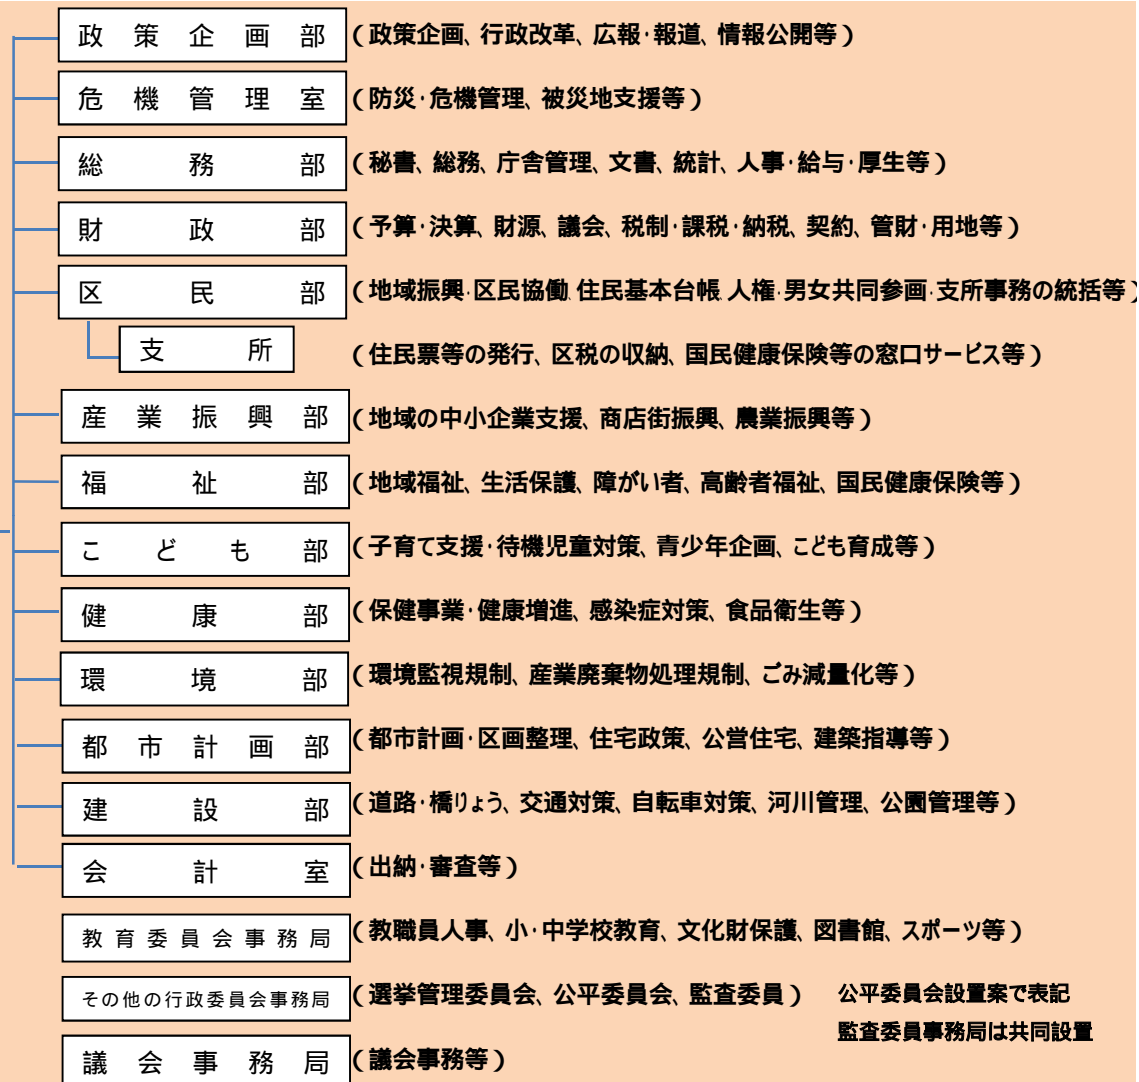 政策企画部 (政策企画、行政改革、広報・報道、情報公開等)
危機管理室 (防災・危機管理、被災地支援等)
総務部 (秘書、総務、庁舎管理、文書、統計、人事・給与・厚生等)
財政部 (予算・決算、財源、議会、税制・課税・納税、契約、管財・用地等)
区民部 (地域振興・区民協働、住民基本台帳、人権・男女共同参画・支所事務の統括等)
支所 (住民票等の発行、区税の収納、国民健康保険等の窓口サービス等)
産業振興部 (地域の中小企業支援、商店街振興、農業振興等)
福祉部 (地域福祉、生活保護、障がい者、高齢者福祉、国民健康保険等)
こども部 (子育て支援・待機児童対策、青少年企画、こども育成等)
健康部 (保健事業・健康増進、感染症対策、食品衛生等)
環境部 (環境監視規制、産業廃棄物処理規制、ごみ減量化等)
都市計画部 (都市計画・区画整理、住宅政策、公営住宅、建築指導等)
建設部 (道路・橋りょう、交通対策、自転車対策、河川管理、公園管理等)
会計室 (出納・審査等)
教育委員会事務局 (教職員人事、小・中学校教育、文化財保護、図書館、スポーツ等)
その他の行政委員会事務局 (選挙管理委員会、公平委員会、監査委員) 公平委員会設置案で表記
監査委員事務局は共同設置
議会事務局 (議会事務等)